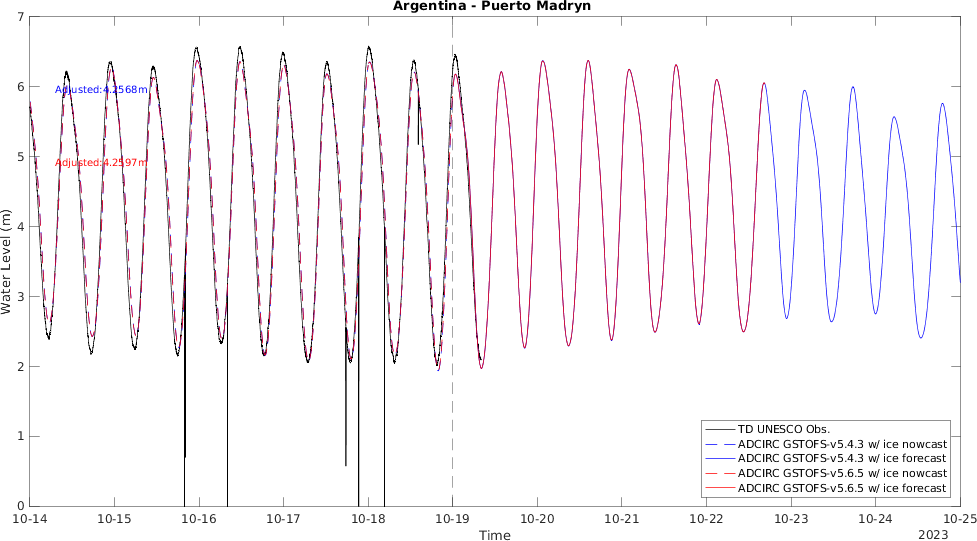 Argentina - Puerto Madryn
Water Level (m)
7
6
5
4
3
2
1
0
Adjusted:4.2568m
Adjusted:4.2597m
TD UNESCO Obs.
ADCIRC GSTOFS-v5.4.3 w/ ice nowcast
ADCIRC GSTOFS-v5.4.3 w/ ice forecast
ADCIRC GSTOFS-v5.6.5 w/ ice nowcast
ADCIRC GSTOFS-v5.6.5 w/ ice forecast
10-14 10-15 10-16 10-17 10-18 10-19 10-20 10-21 10-22 10-23 10-24 10-25
Time
2023